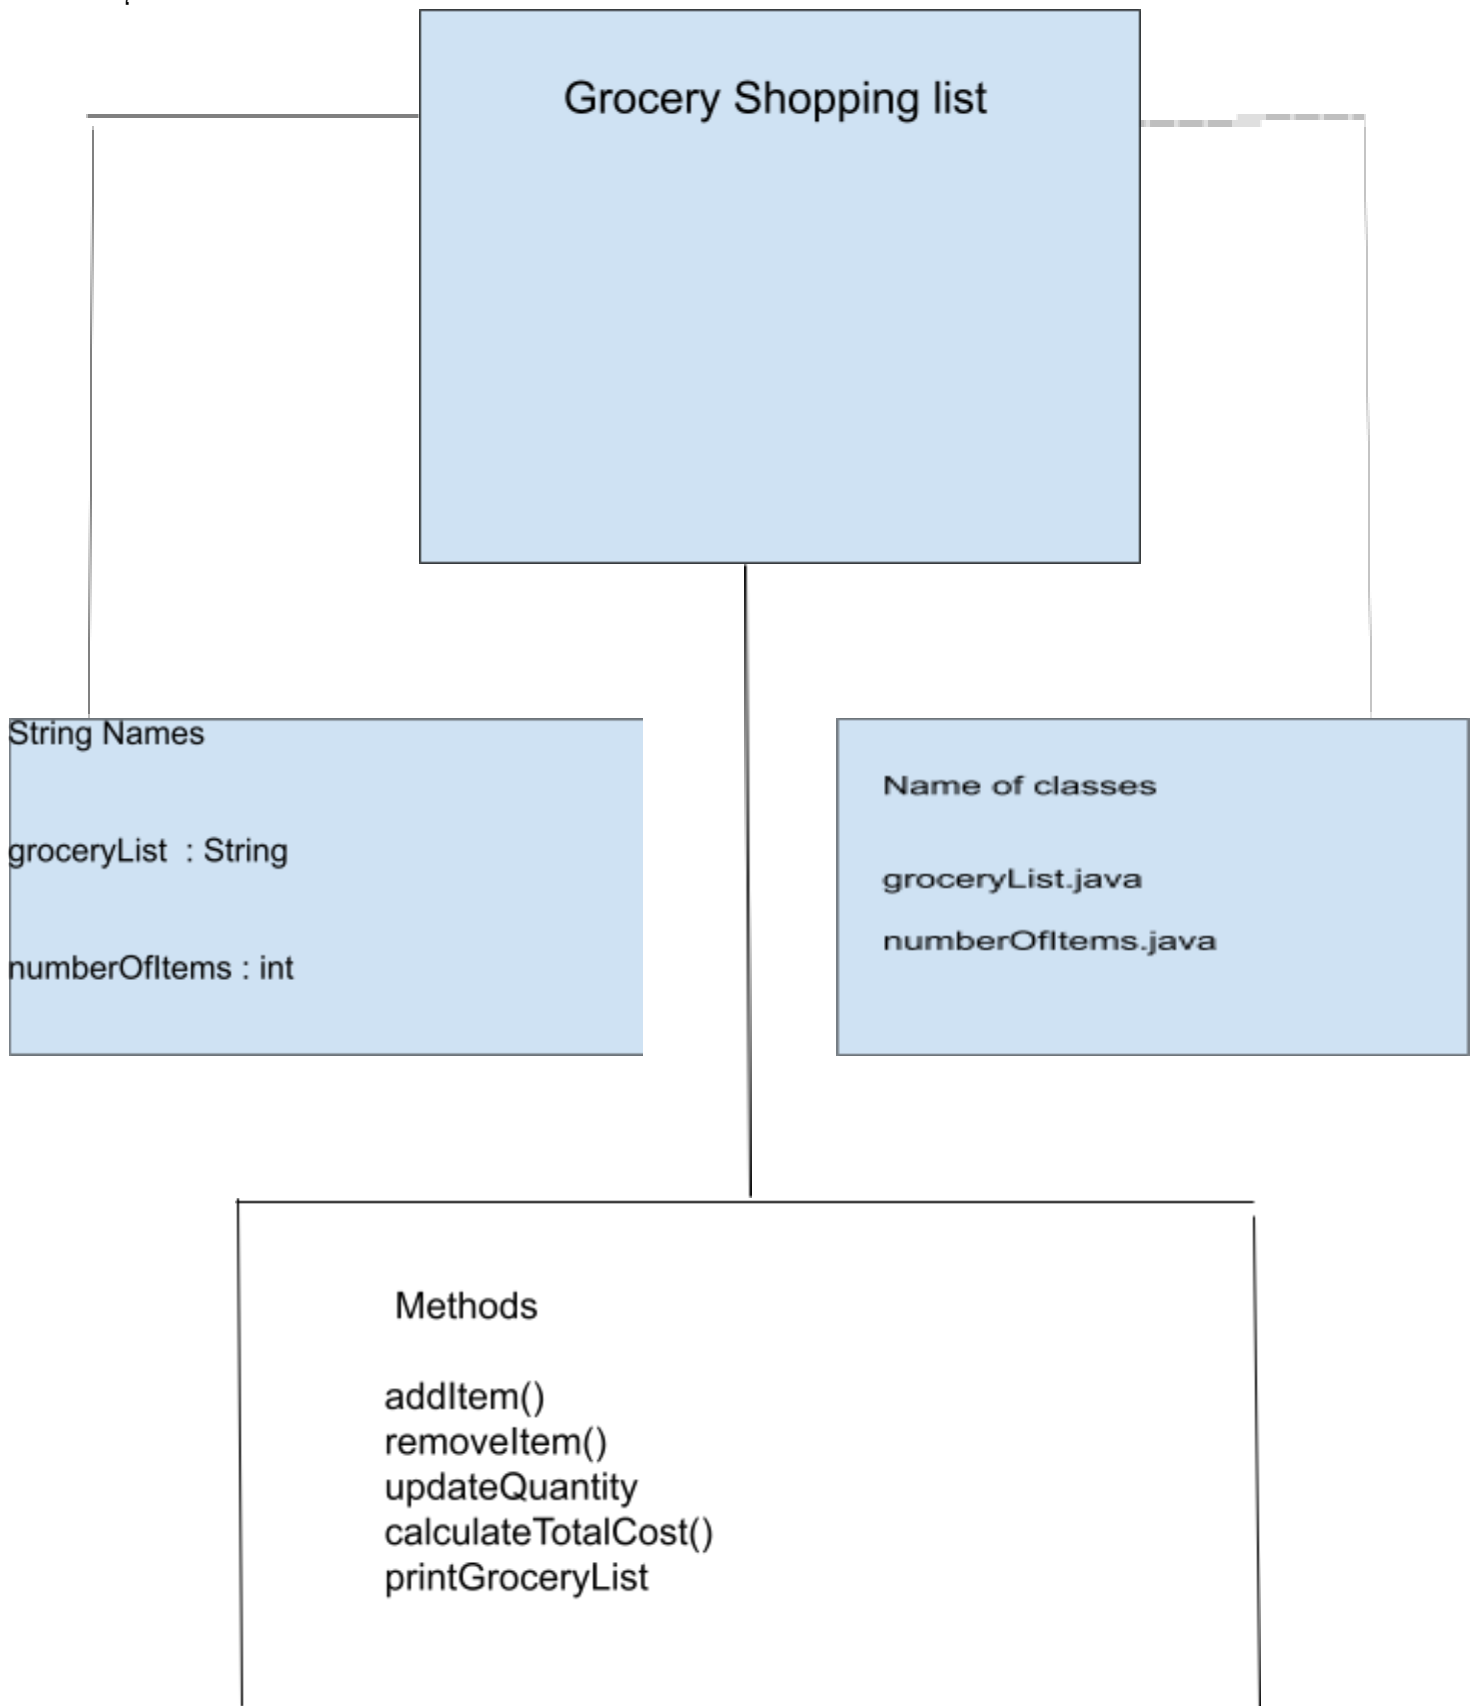 Grocery Shopping list
String Names
groceryList : String
numberOfItems : int
Name of classes
groceryList.java
numberOfItems.java
Methods
addItem()
removeItem()
updateQuantity
calculateTotalCost()
printGroceryList